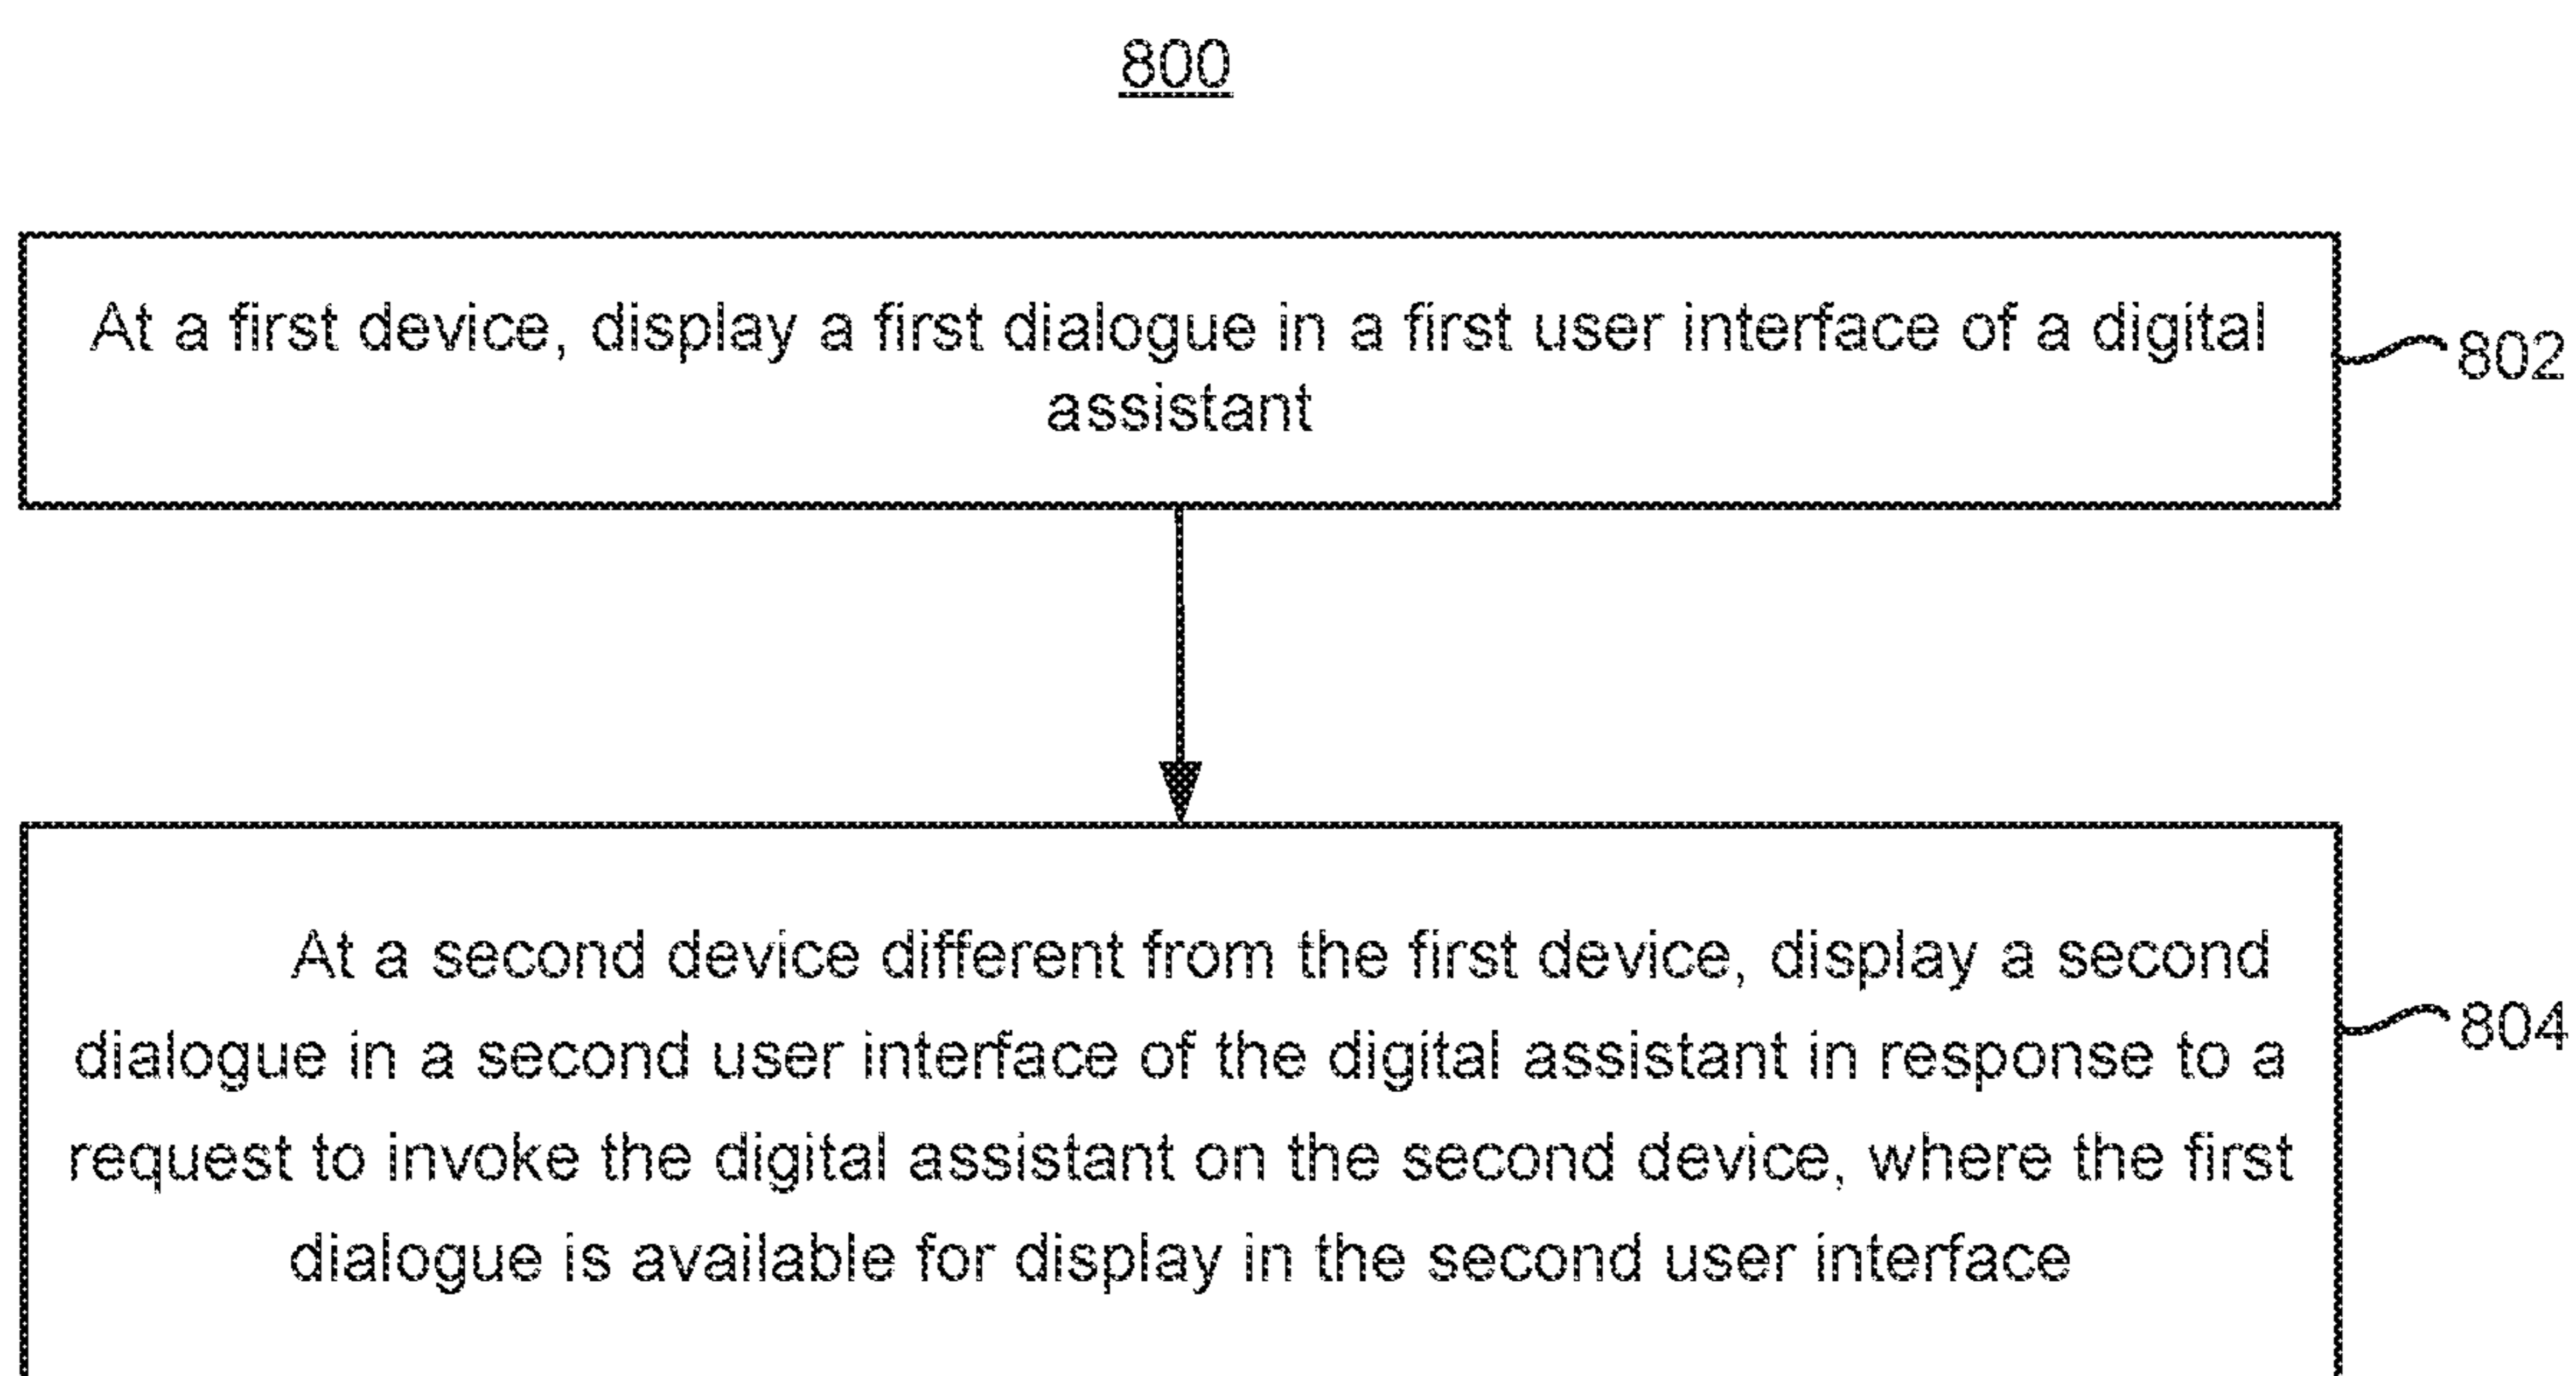 800
At a first device, display a first dialogue in a first user interface of a digital
assistant
802
At a second device different from the first device, display a second
dialogue in a second user interface of the digital assistant in response to a
request to invoke the digital assistant on the second device, where the first
dialogue is available for display in the second user interface
804